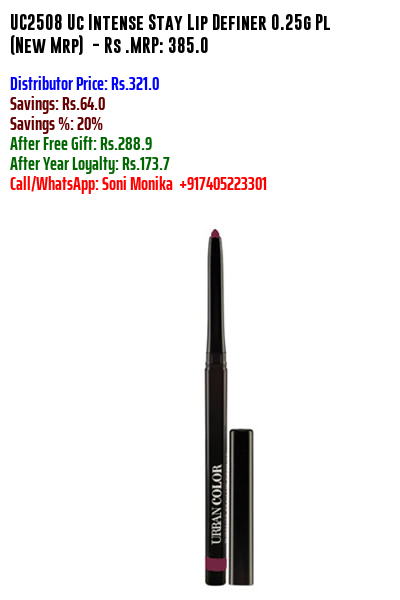 UC2508 Uc Intense Stay Lip Definer 0.25g Pl
(New Mrp) - Rs .MRP: 385.0
Distributor Price: Rs.321.0
Savings: Rs.64.0
Savings %: 20%
After Free Gift: Rs.288.9
After Year Loyalty: Rs.173.7
Call/WhatsApp: Soni Monika +917405223301
URBAN COLOR